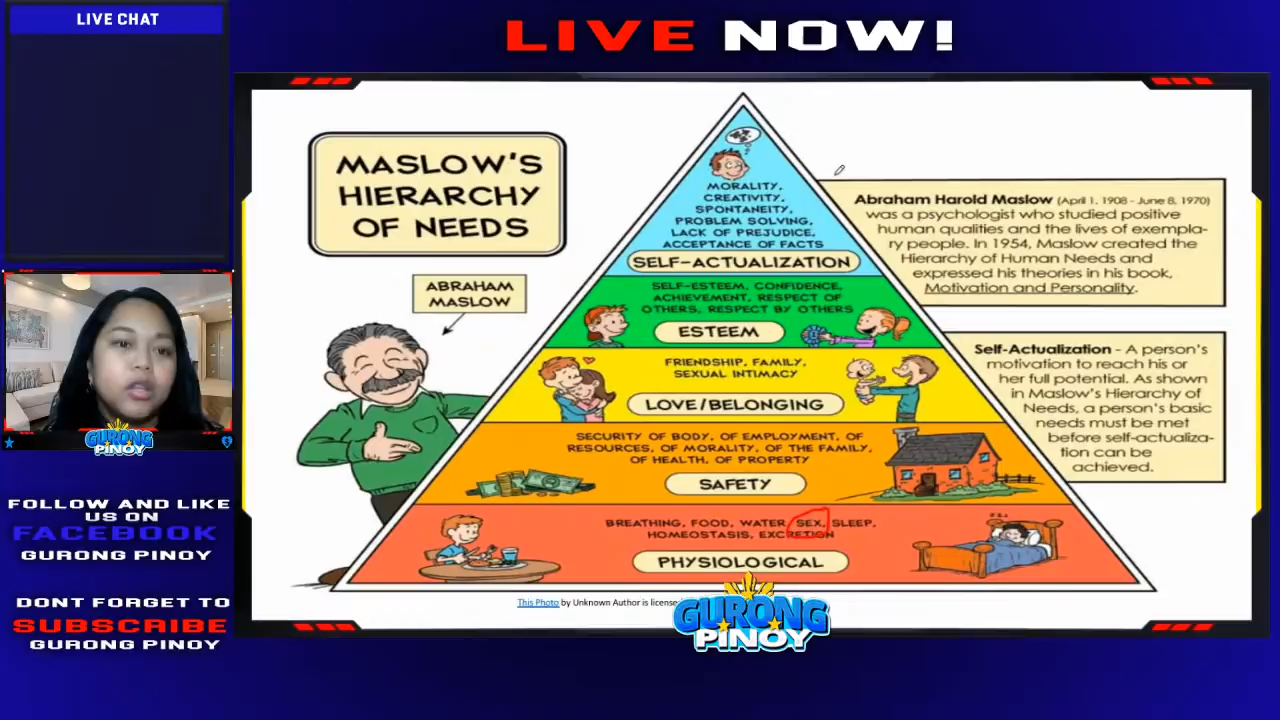 LIVE CHAT
LIVE NOW!
MASLOW'S
HIERARCHY
OF NEEDS
ABRAHAM
MASLOW
MORALITY,
CREATIVITY,
SPONTANEITY,
PROBLEM SOLVING,
LACK OF PREJUDICE,
ACCEPTANCE OF FACTS
SELF-ACTUALIZATION
SELF-ESTEEM, CONFIDENCE,
ACHIEVEMENT, RESPECT OF
OTHERS, RESPECT BY OTHERS
ESTEEM
FRIENDSHIP, FAMILY,
SEXUAL INTIMACY
LOVE/BELONGING
SECURITY OF BODY, OF EMPLOYMENT, OF
RESOURCES, OF MORALITY, OF THE FAMILY,
OF HEALTH, OF PROPERTY
SAFETY
BREATHING, FOOD, WATER, SEX, SLEEP,
HOMEOSTASIS, EXCRETION
PHYSIOLOGICAL
Abraham Harold Maslow (April 1, 1908 - June 8, 1970)
was a psychologist who studied positive
human qualities and the lives of exempla-
ry people. In 1954, Maslow created the
Hierarchy of Human Needs and
expressed his theories in his book,
Motivation and Personality.
Self-Actualization - A person's
motivation to reach his or
her full potential. As shown
in Maslow's Hierarchy of
Needs, a person's basic
needs must be met
before self-actualiza-
tion can be
achieved.
This Photo by Unknown Author is license
GURONG
PINOY
GURONG
PINOY
FOLLOW AND LIKE
US ON
FACEBOOK
GURONG PINOY
DONT FORGET TO
SUBSCRIBE
GURONG PINOY